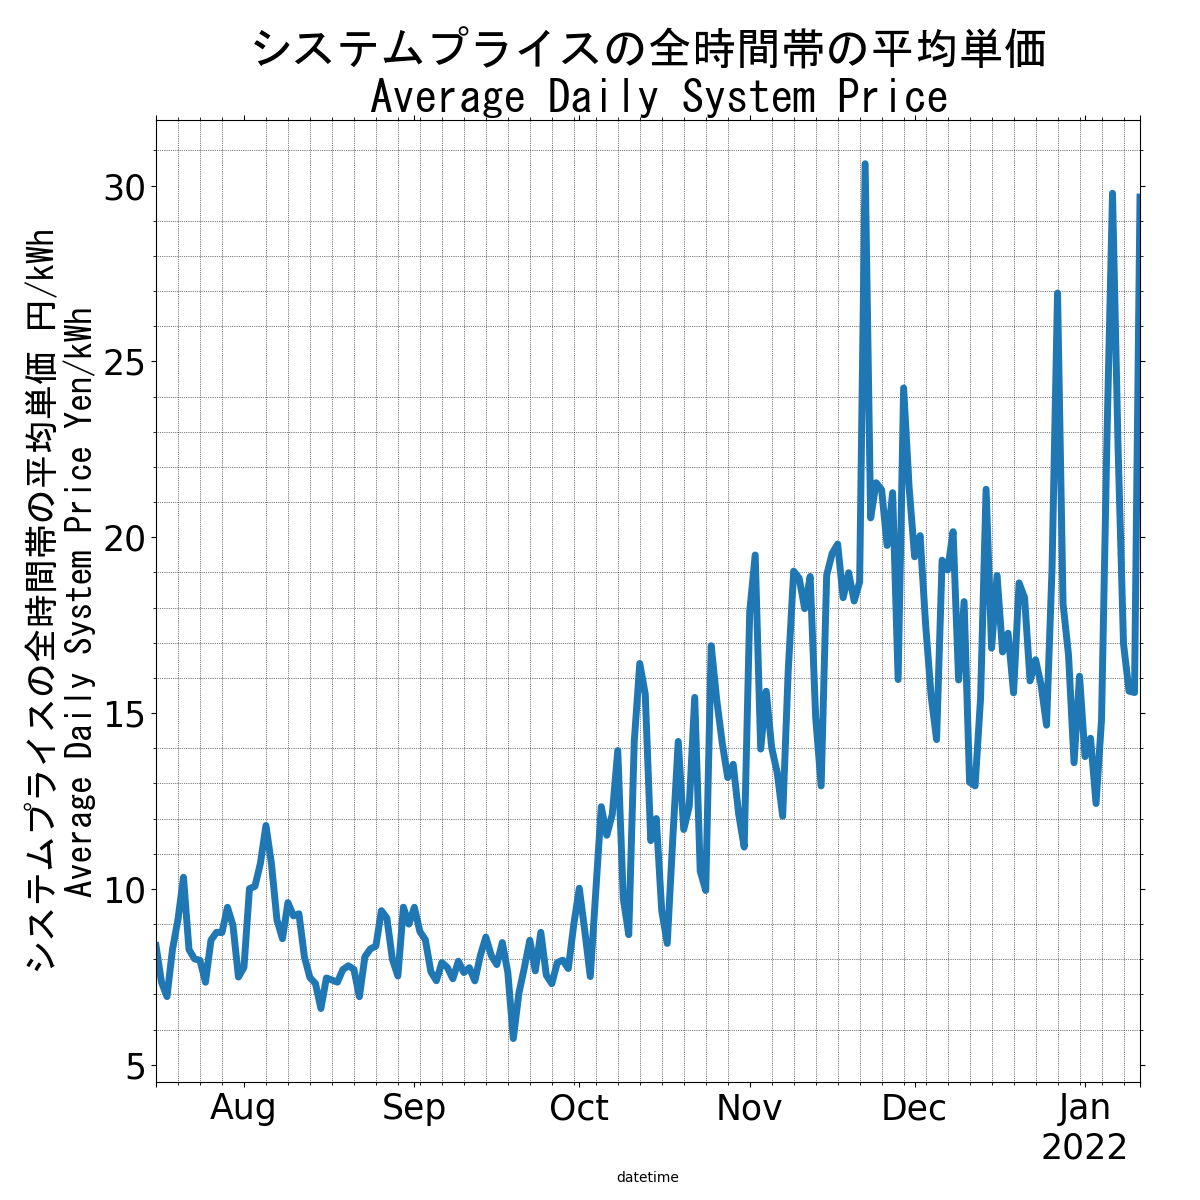 システムプライスの全時間帯の平均単価
Average Daily System Price
システムプライスの全時間帯の平均単価 円/kWh
Average Daily System Price Yen/kWh
30
25
20
15
10
5
Aug
Sep
Oct
Nov
Dec
Jan
2022
datetime